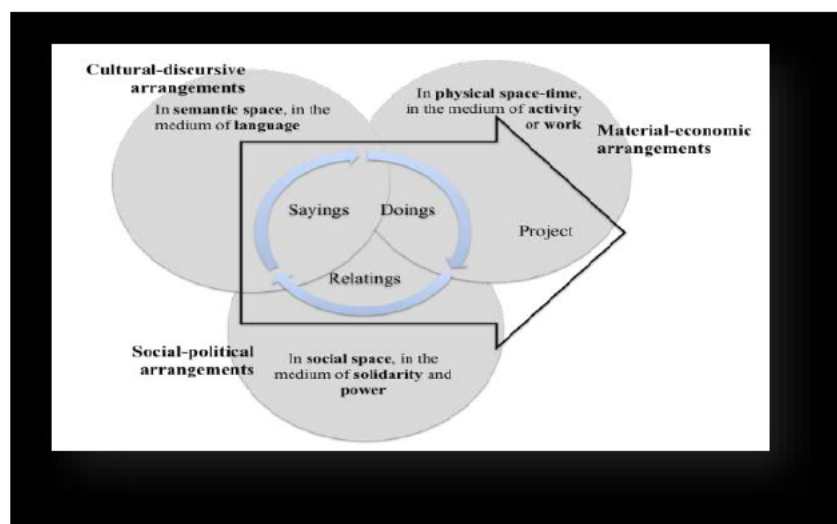 Cultural-discursive
arrangements
In semantic space, in the
medium of language
In physical space-time,
in the medium of activity
or work
Material-economic
arrangements
Sayings
Doings
Project
Relatings
Social-political
arrangements
In social space, in the
medium of solidarity and
power